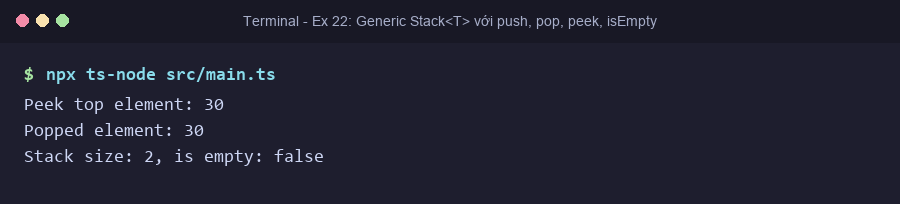 Terminal - Ex 22: Generic Stack<T> với push, pop, peek, isEmpty
$ npx ts-node src/main.ts
Peek top element: 30
Popped element: 30
Stack size: 2, is empty: false